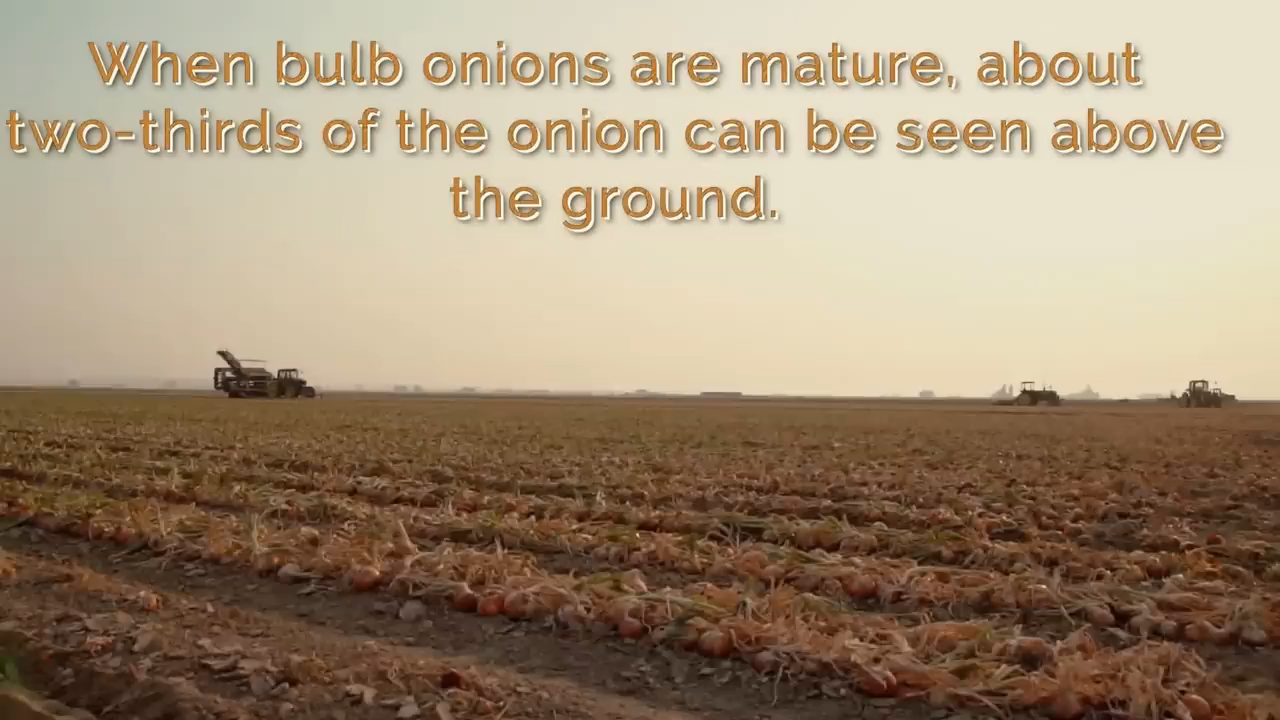 When bulb onions are mature, about
two-thirds of the onion can be seen above
the ground.